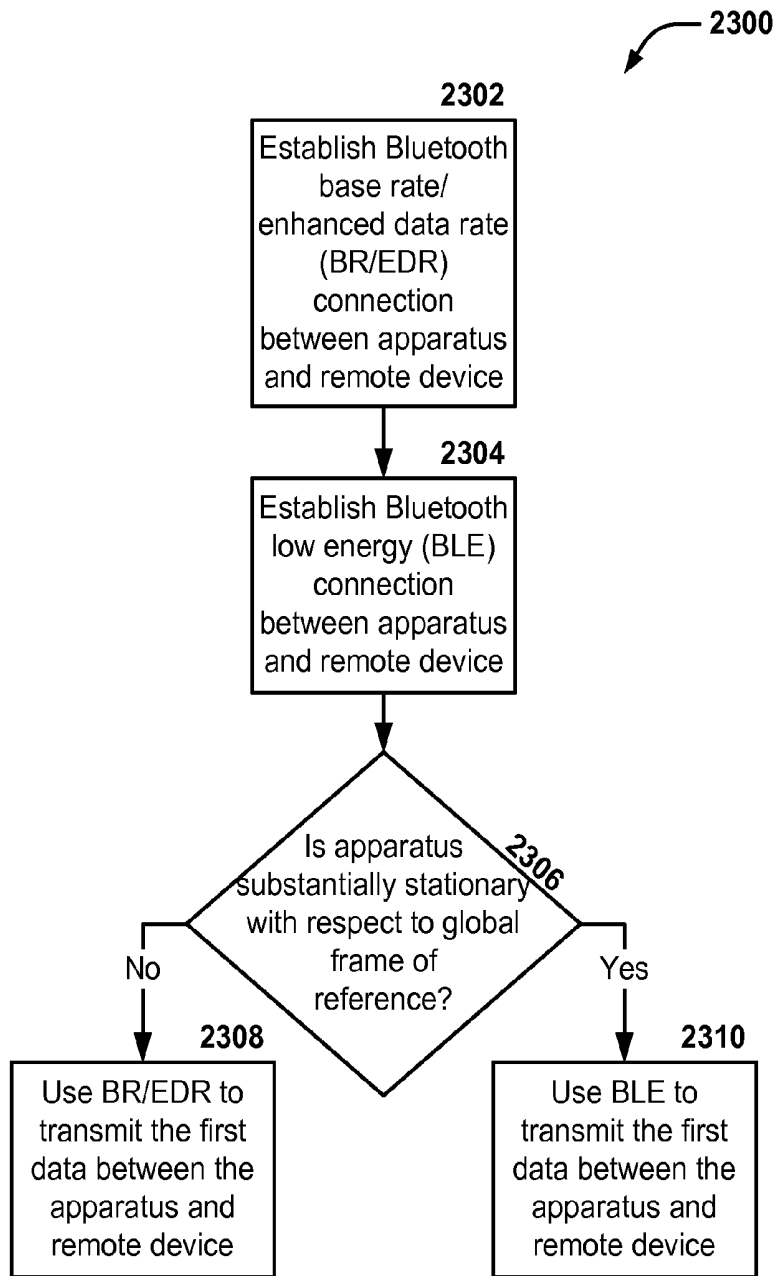 2300
2302
Establish Bluetooth
base rate/
enhanced data rate
(BR/EDR)
connection
between apparatus
and remote device
2304
Establish Bluetooth
low energy (BLE)
connection
between apparatus
and remote device
2306
Is apparatus
substantially stationary
with respect to global
frame of
reference?
No
Yes
2308
Use BR/EDR to
transmit the first
data between the
apparatus and
remote device
2310
Use BLE to
transmit the first
data between the
apparatus and
remote device